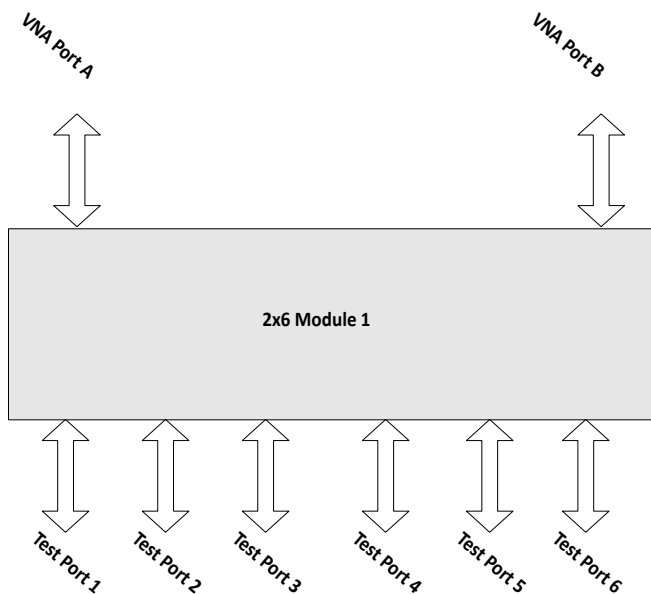 VNA Port A
VNA Port B
2x6 Module 1
Test Port 1
Test Port 2
Test Port 3
Test Port 4
Test Port 5
Test Port 6